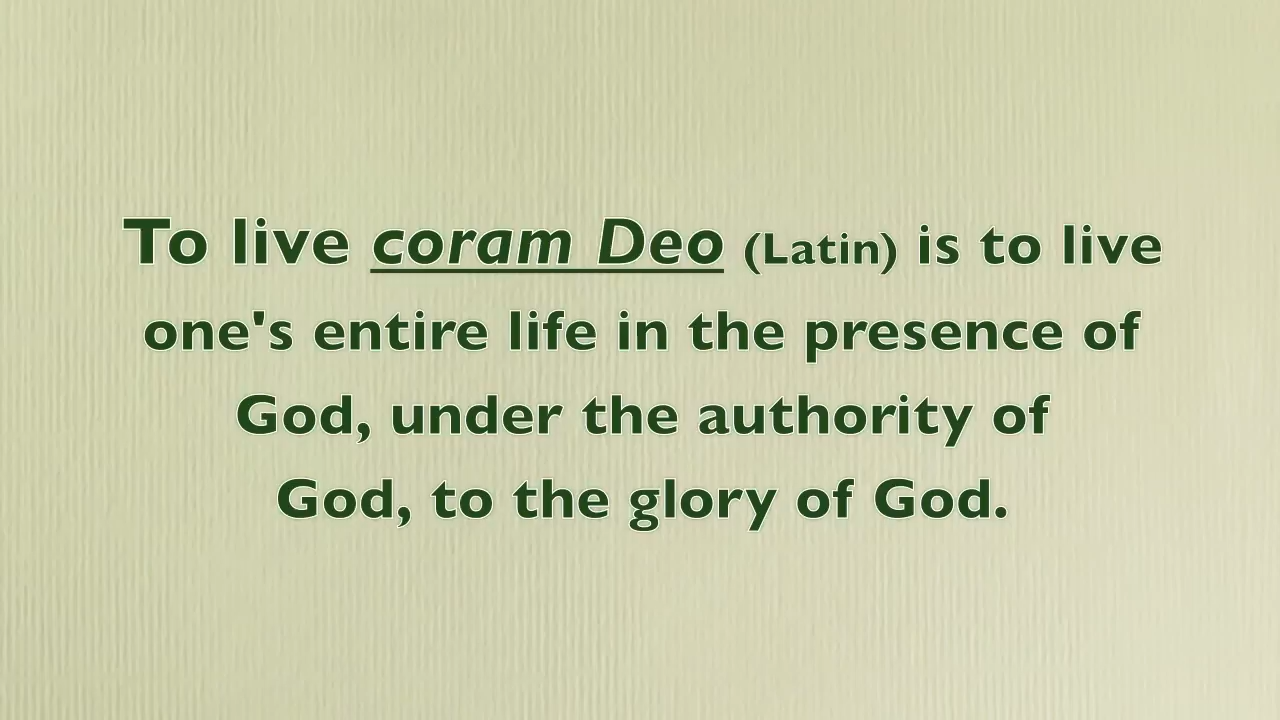 To live coram Deo (Latin) is to live
one's entire life in the presence of
God, under the authority of
God, to the glory of God.